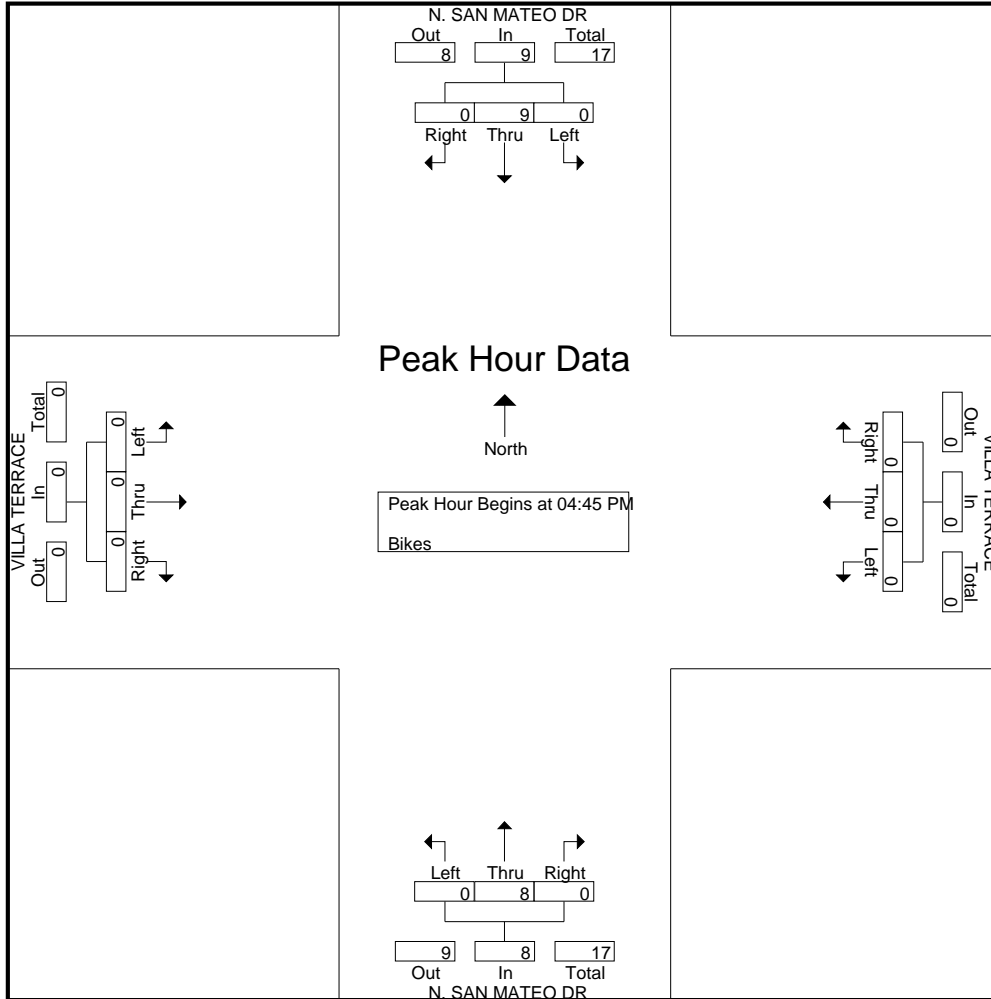 N. SAN MATEO DR
Out In Total
8 9 17
0 9 0
Right Thru Left
Peak Hour Data
North
Peak Hour Begins at 04:45 PM
Bikes
VILLA TERRACE
Out In Total
0 0 0
0 0 0
Left Thru Right
VILLA TERRACE
Out In Total
0 0 0
0 0 0
Right Thru Left
Left Thru Right
0 8 0
9 8 17
Out In Total
N. SAN MATEO DR